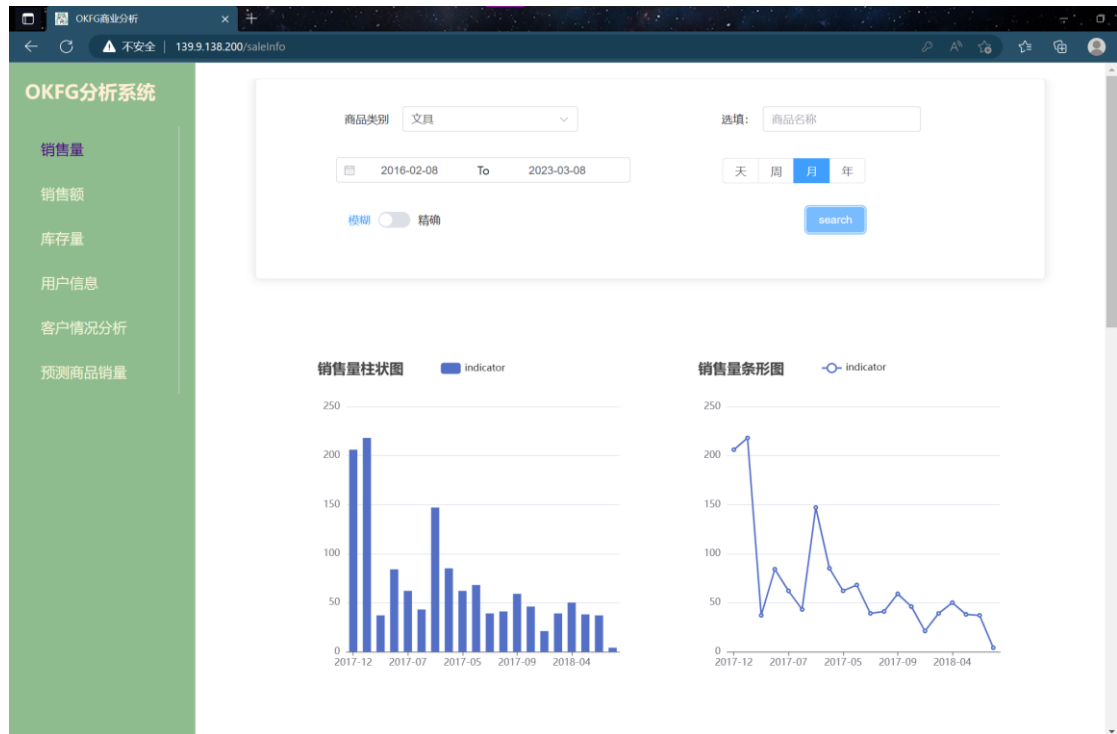 OKFG商业分析
不安全 139.9.138.200/saleInfo
OKFG分析系统
销售量
销售额
库存量
用户信息
客户情况分析
预测商品销量
商品类别 文具 选填: 商品名称
2016-02-08 To 2023-03-08 天 周 月 年
模糊 精确 search
销售量柱状图 indicator
250
200
150
100
50
0
2017-12 2017-07 2017-05 2017-09 2018-04
销售量条形图 indicator
250
200
150
100
50
0
2017-12 2017-07 2017-05 2017-09 2018-04